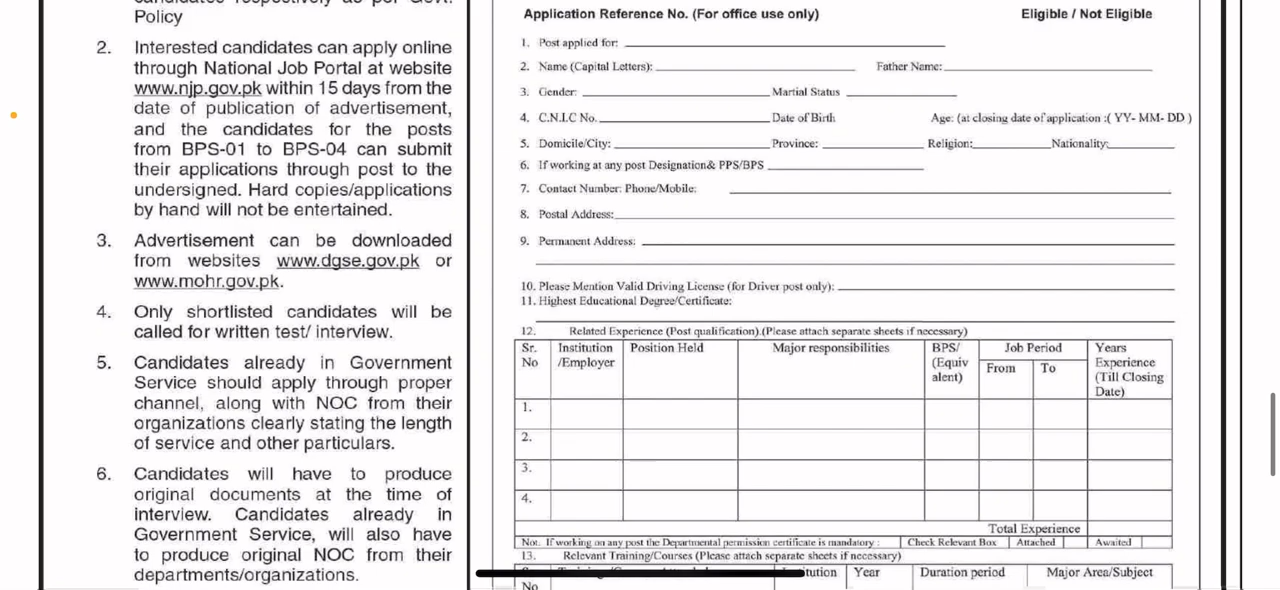 Policy
2. Interested candidates can apply online
through National Job Portal at website
www.njp.gov.pk within 15 days from the
date of publication of advertisement,
and the candidates for the posts
from BPS-01 to BPS-04 can submit
their applications through post to the
undersigned. Hard copies/applications
by hand will not be entertained.
3. Advertisement can be downloaded
from websites www.dgse.gov.pk or
www.mohr.gov.pk.
4. Only shortlisted candidates will be
called for written test/ interview.
5. Candidates already in Government
Service should apply through proper
channel, along with NOC from their
organizations clearly stating the length
of service and other particulars.
6. Candidates will have to produce
original documents at the time of
interview. Candidates already in
Government Service, will also have
to produce original NOC from their
departments/organizations.
Application Reference No. (For office use only) Eligible / Not Eligible
1. Post applied for:
2. Name (Capital Letters): Father Name:
3. Gender: Martial Status
4. C.N.I.C No. Date of Birth Age: (at closing date of application :( YY- MM- DD )
5. Domicile/City: Province: Religion: Nationality:
6. If working at any post Designation& PPS/BPS
7. Contact Number: Phone/Mobile:
8. Postal Address:
9. Permanent Address:
10. Please Mention Valid Driving License (for Driver post only):
11. Highest Educational Degree/Certificate:
12. Related Experience (Post qualification).(Please attach separate sheets if necessary)
Sr. Institution Position Held Major responsibilities BPS/ Job Period Years
No /Employer (Equiv From To Experience
alent) (Till Closing
Date)
1.
2.
3.
4.
Total Experience
Not. If working on any post the Departmental permission certificate is mandatory : Check Relevant Box Attached Awaited
13. Relevant Training/Courses (Please attach separate sheets if necessary)
Year Duration period Major Area/Subject
No